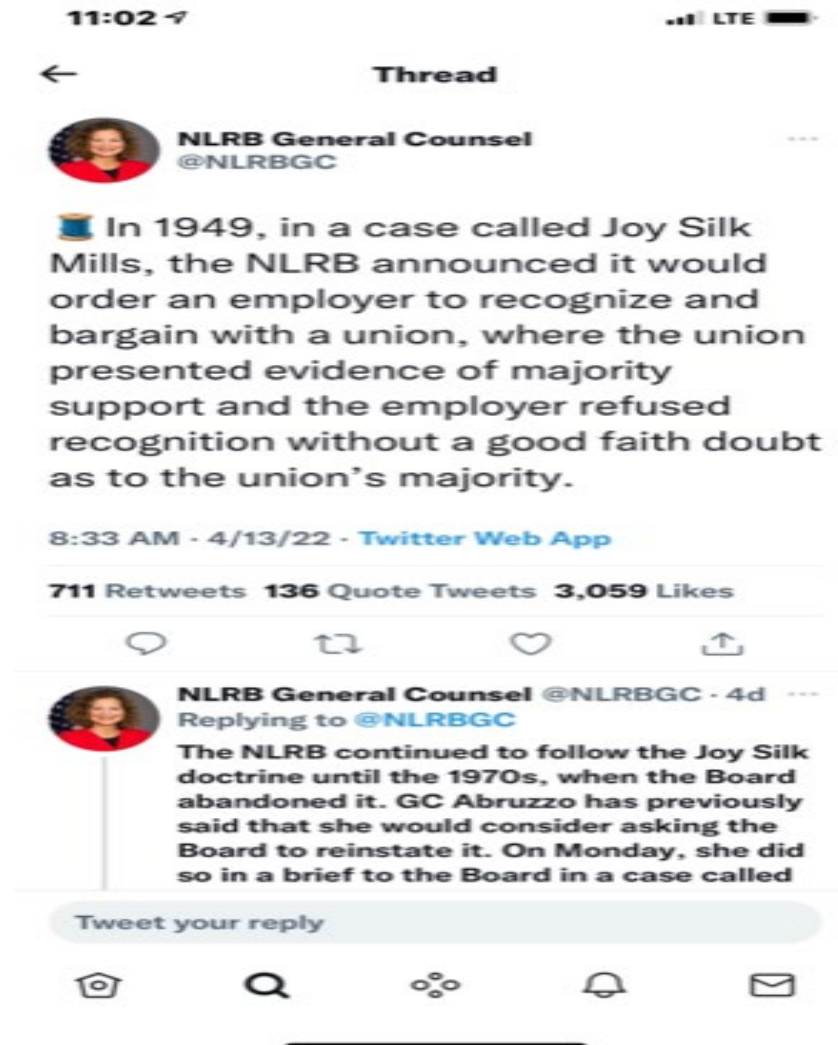 11:02
LTE
Thread
NLRB General Counsel
@NLRBGC
In 1949, in a case called Joy Silk
Mills, the NLRB announced it would
order an employer to recognize and
bargain with a union, where the union
presented evidence of majority
support and the employer refused
recognition without a good faith doubt
as to the union's majority.
8:33 AM · 4/13/22 · Twitter Web App
711 Retweets 136 Quote Tweets 3,059 Likes
NLRB General Counsel @NLRBGC · 4d
Replying to @NLRBGC
The NLRB continued to follow the Joy Silk
doctrine until the 1970s, when the Board
abandoned it. GC Abruzzo has previously
said that she would consider asking the
Board to reinstate it. On Monday, she did
so in a brief to the Board in a case called
Tweet your reply